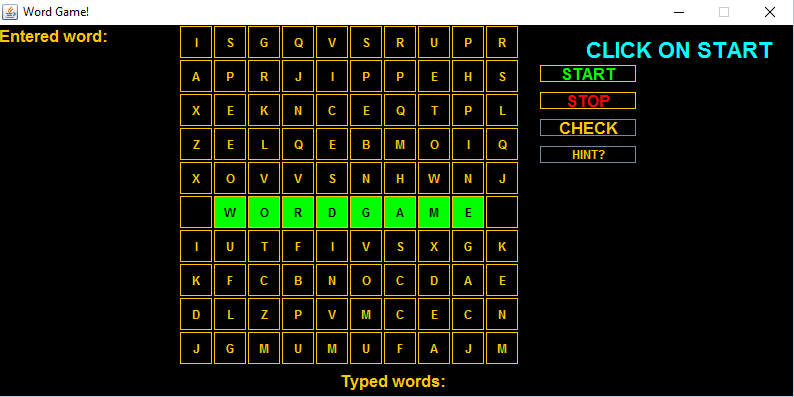 Word Game!
Entered word:
CLICK ON START
START
STOP
CHECK
HINT?
I S G Q V S R U P R
A P R J I P P E H S
X E K N C E Q T P L
Z E L Q E B M O I Q
X O V V S N H W N J
W O R D G A M E
I U T F I V S X G K
K F C B N O C D A E
D L Z P V M C E C N
J G M U M U F A J M
Typed words: